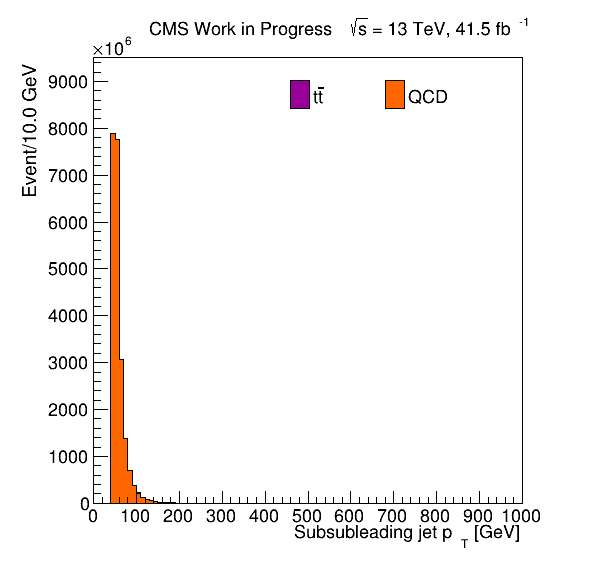 CMS Work in Progress √s = 13 TeV, 41.5 fb⁻¹
×10⁶
Event/10.0 GeV
9000
8000
7000
6000
5000
4000
3000
2000
1000
0
tt̅
QCD
0 100 200 300 400 500 600 700 800 900 1000
Subsubleading jet p_T [GeV]